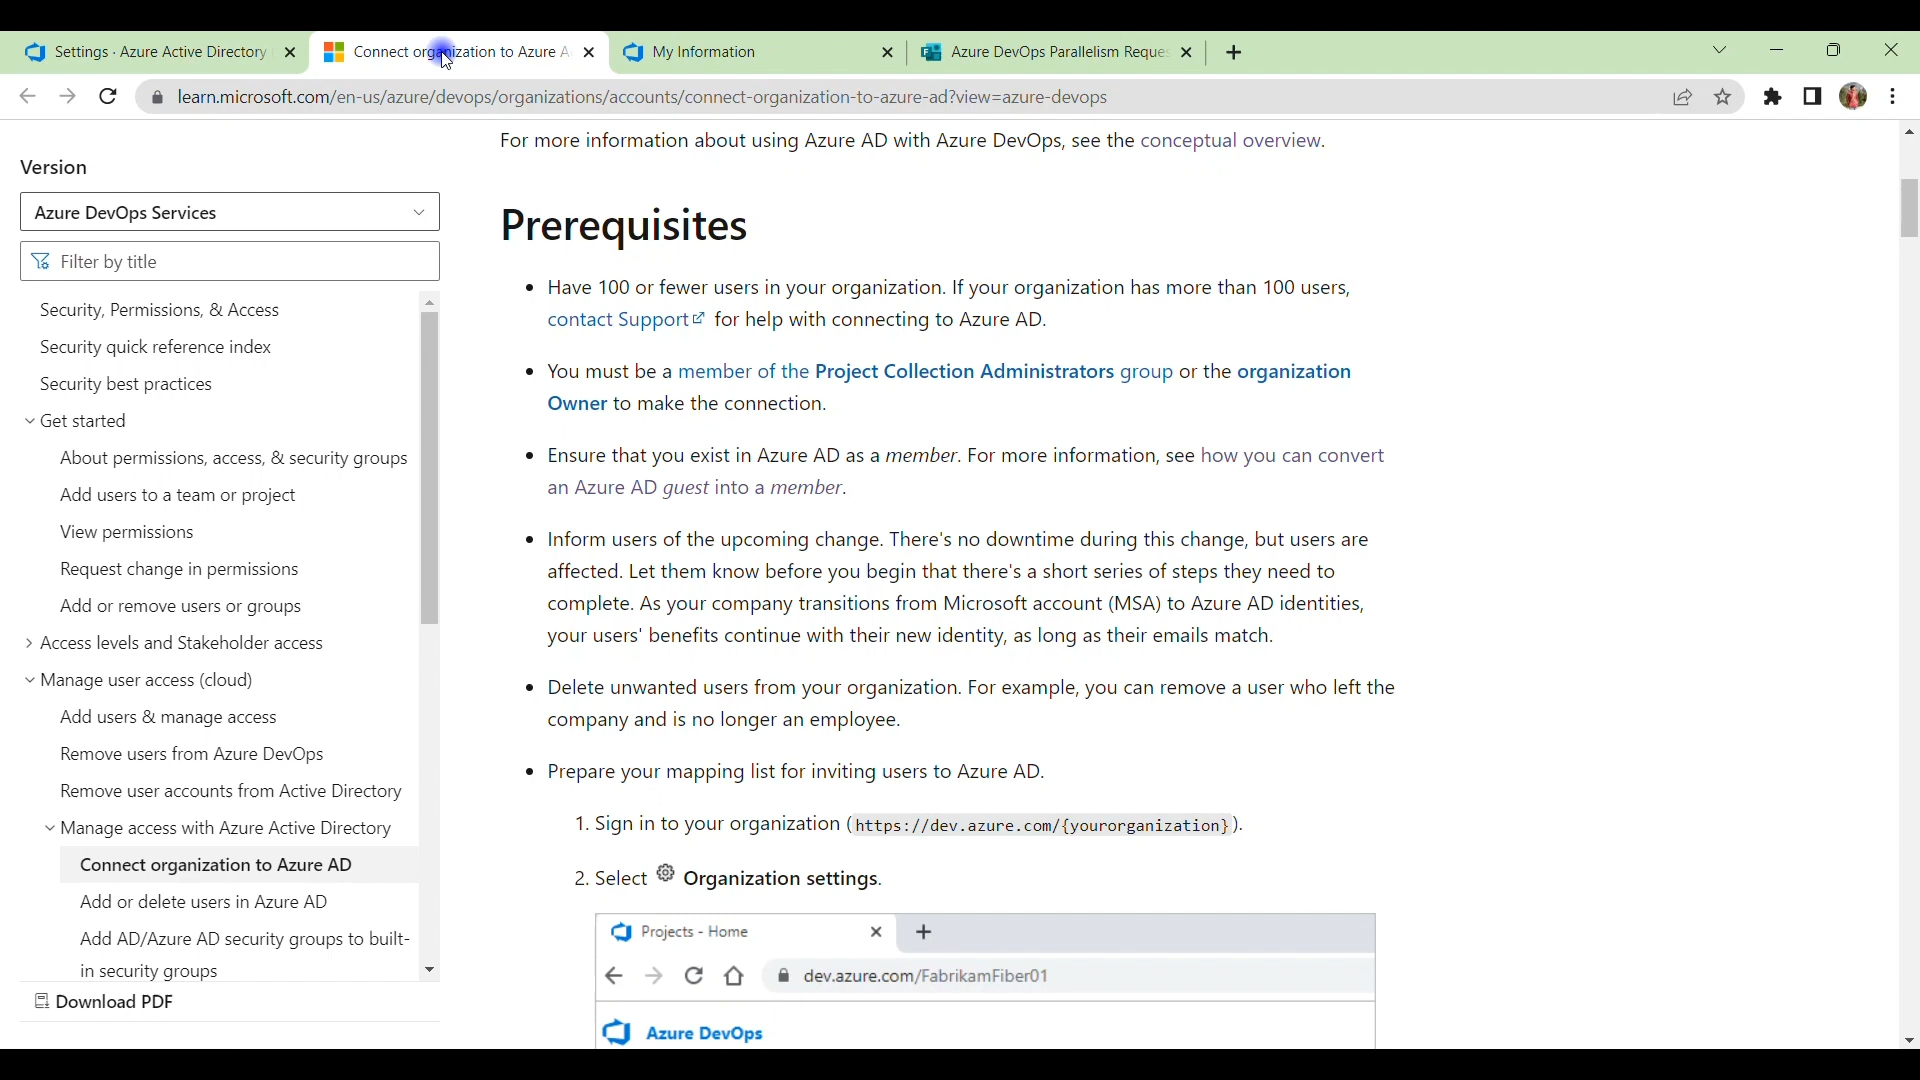 Settings · Azure Active Directory
Connect organization to Azure A
My Information
Azure DevOps Parallelism Reques
learn.microsoft.com/en-us/azure/devops/organizations/accounts/connect-organization-to-azure-ad?view=azure-devops
Version
Azure DevOps Services
Filter by title
Security, Permissions, & Access
Security quick reference index
Security best practices
Get started
About permissions, access, & security groups
Add users to a team or project
View permissions
Request change in permissions
Add or remove users or groups
Access levels and Stakeholder access
Manage user access (cloud)
Add users & manage access
Remove users from Azure DevOps
Remove user accounts from Active Directory
Manage access with Azure Active Directory
Connect organization to Azure AD
Add or delete users in Azure AD
Add AD/Azure AD security groups to built-
in security groups
Download PDF
For more information about using Azure AD with Azure DevOps, see the conceptual overview.
Prerequisites
• Have 100 or fewer users in your organization. If your organization has more than 100 users,
contact Support for help with connecting to Azure AD.
• You must be a member of the Project Collection Administrators group or the organization
Owner to make the connection.
• Ensure that you exist in Azure AD as a member. For more information, see how you can convert
an Azure AD guest into a member.
• Inform users of the upcoming change. There's no downtime during this change, but users are
affected. Let them know before you begin that there's a short series of steps they need to
complete. As your company transitions from Microsoft account (MSA) to Azure AD identities,
your users' benefits continue with their new identity, as long as their emails match.
• Delete unwanted users from your organization. For example, you can remove a user who left the
company and is no longer an employee.
• Prepare your mapping list for inviting users to Azure AD.
1. Sign in to your organization (https://dev.azure.com/{yourorganization}).
2. Select Organization settings.
Projects - Home
dev.azure.com/FabrikamFiber01
Azure DevOps